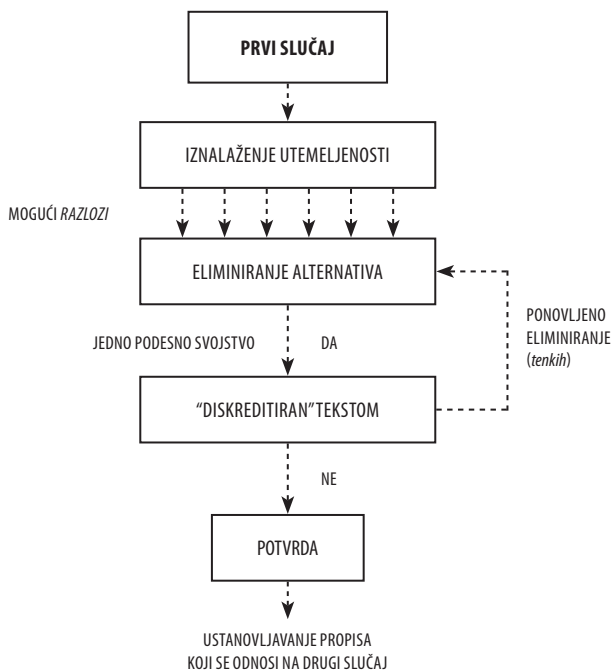 PRVI SLUČAJ
IZNALAŽENJE UTEMELJENOSTI
MOGUĆI RAZLOZI
ELIMINIRANJE ALTERNATIVA
JEDNO PODESNO SVOJSTVO
DA
PONOVLJENO
ELIMINIRANJE
(tenkih)
“DISKREDITIRAN” TEKSTOM
NE
POTVRDA
USTANOVLJAVANJE PROPISA
KOJI SE ODNOSI NA DRUGI SLUČAJ